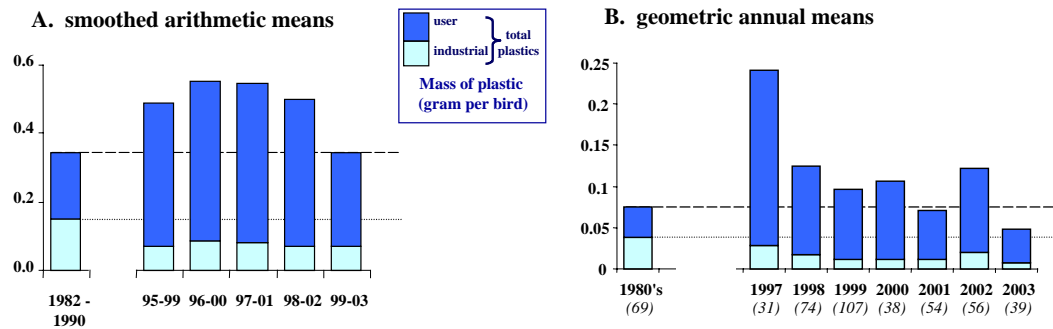 A. smoothed arithmetic means
0.6
0.4
0.2
0.0
1982 -
1990
95-99 96-00 97-01 98-02 99-03
user
industrial
total
plastics
Mass of plastic
(gram per bird)
B. geometric annual means
0.25
0.2
0.15
0.1
0.05
0
1980's 1997 1998 1999 2000 2001 2002 2003
(69) (31) (74) (107) (38) (54) (56) (39)